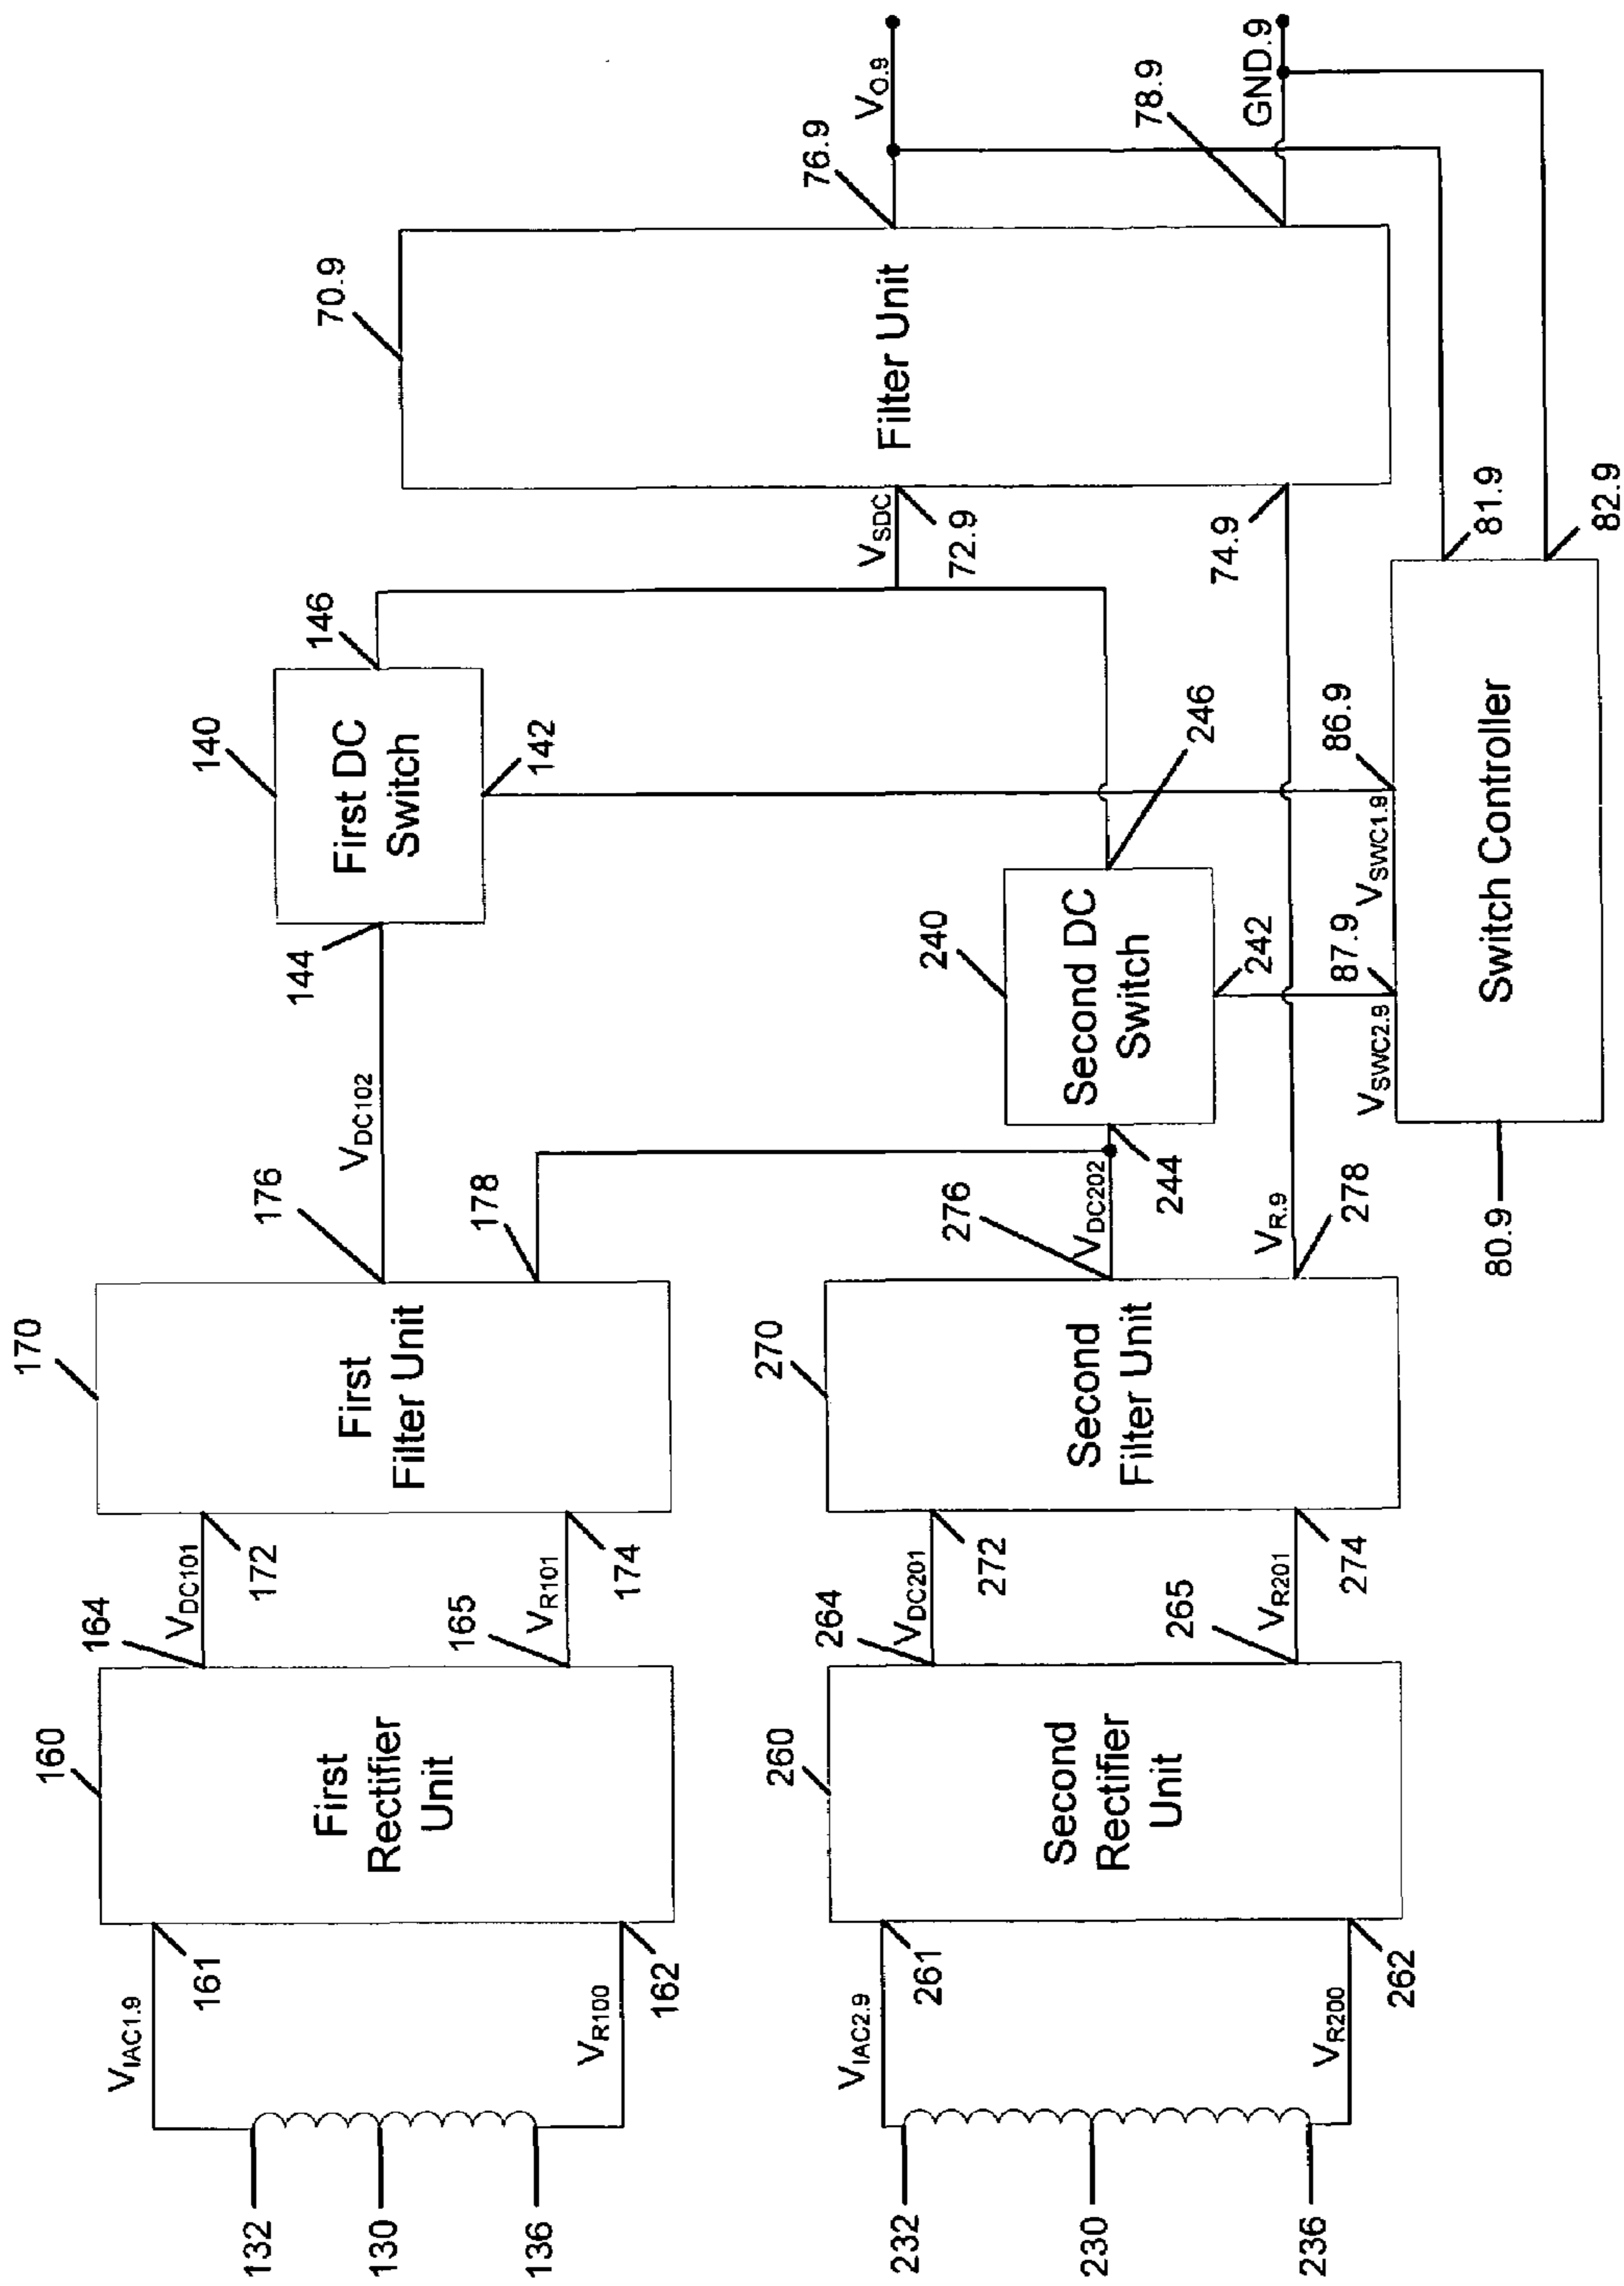 132
130
136
V_IAC1.9
161
V_R100
162
160
First
Rectifier
Unit
164
V_DC101
172
165
V_R101
174
170
First
Filter Unit
176
V_DC102
178
144
140
First DC
Switch
142
146
232
230
236
V_IAC2.9
261
V_R200
262
260
Second
Rectifier
Unit
264
V_DC201
272
265
V_R201
274
270
Second
Filter Unit
276
V_DC202
244
V_R.9
278
240
Second DC
Switch
242
246
V_SDC
72.9
74.9
70.9
Filter Unit
76.9
V_O.9
78.9
GND.9
80.9
V_SWC2.9
87.9
V_SWC1.9
86.9
Switch Controller
81.9
82.9